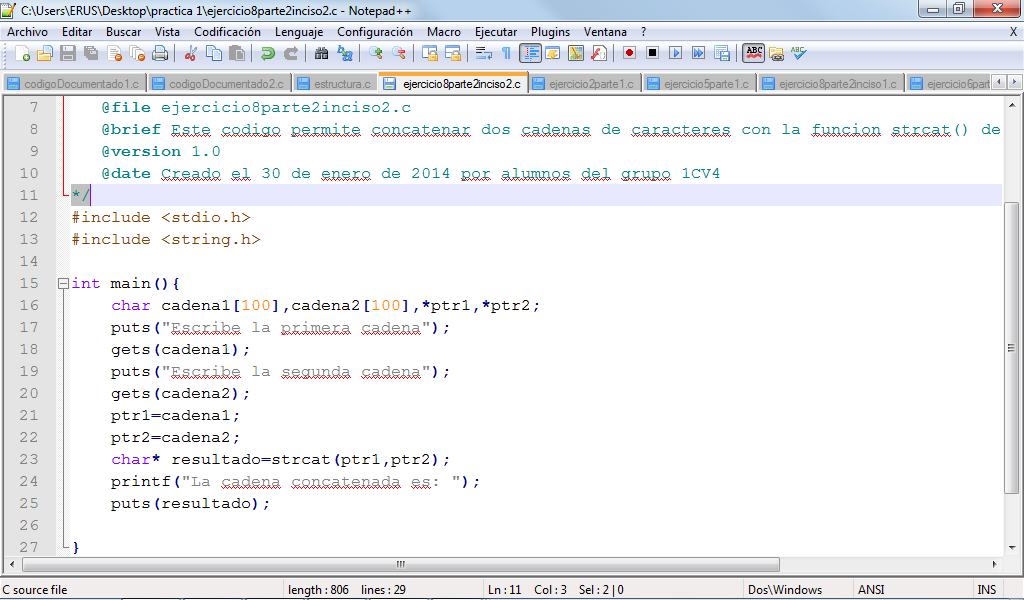 C:\Users\ERUS\Desktop\practica 1\ejercicio8parte2inciso2.c - Notepad++
Archivo Editar Buscar Vista Codificación Lenguaje Configuración Macro Ejecutar Plugins Ventana ? X
codigoDocumentado1.c codigoDocumentado2.c estructura.c ejercicio8parte2inciso2.c ejercicio2parte1.c ejercicio5parte1.c ejercicio8parte2inciso1.c ejercicio6part
7 @file ejercicio8parte2inciso2.c
8 @brief Este codigo permite concatenar dos cadenas de caracteres con la funcion strcat() de
9 @version 1.0
10 @date Creado el 30 de enero de 2014 por alumnos del grupo 1CV4
11 */
12 #include <stdio.h>
13 #include <string.h>
14
15 int main(){
16 char cadena1[100],cadena2[100],*ptr1,*ptr2;
17 puts("Escribe la primera cadena");
18 gets(cadena1);
19 puts("Escribe la segunda cadena");
20 gets(cadena2);
21 ptr1=cadena1;
22 ptr2=cadena2;
23 char* resultado=strcat(ptr1,ptr2);
24 printf("La cadena concatenada es: ");
25 puts(resultado);
26
27 }
C source file length : 806 lines : 29 Ln : 11 Col : 3 Sel : 2 | 0 Dos\Windows ANSI INS